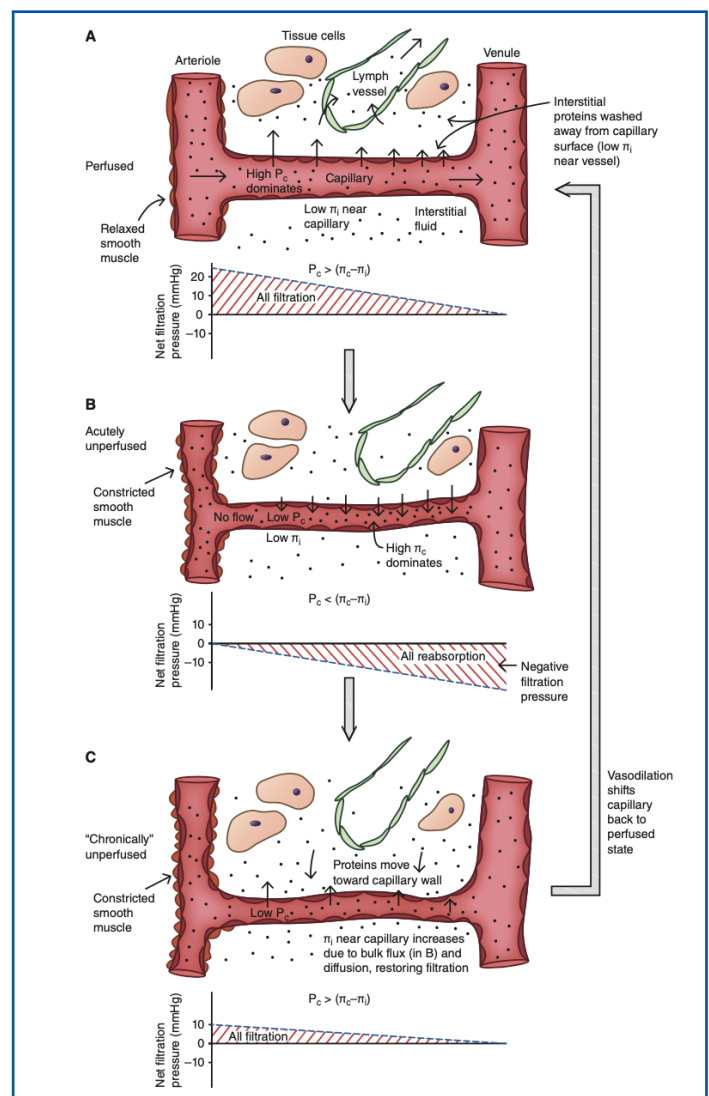 A
Tissue cells
Arteriole
Venule
Lymph
vessel
Interstitial
proteins washed
away from capillary
surface (low πi
near vessel)
Perfused
High Pc
dominates
Capillary
Relaxed
smooth
muscle
Low πi near
capillary
Interstitial
fluid
Net filtration
pressure (mmHg)
20
10
0
–10
Pc > (πc–πi)
All filtration
B
Acutely
unperfused
Constricted
smooth
muscle
No flow
Low Pc
Low πi
High πc
dominates
Net filtration
pressure (mmHg)
10
0
–10
Pc < (πc–πi)
All reabsorption
Negative
filtration
pressure
C
"Chronically"
unperfused
Constricted
smooth
muscle
Proteins move
toward capillary wall
Low Pc
πi near capillary increases
due to bulk flux (in B) and
diffusion, restoring filtration
Vasodilation
shifts
capillary
back to
perfused
state
Net filtration
pressure (mmHg)
10
0
–10
Pc > (πc–πi)
All filtration